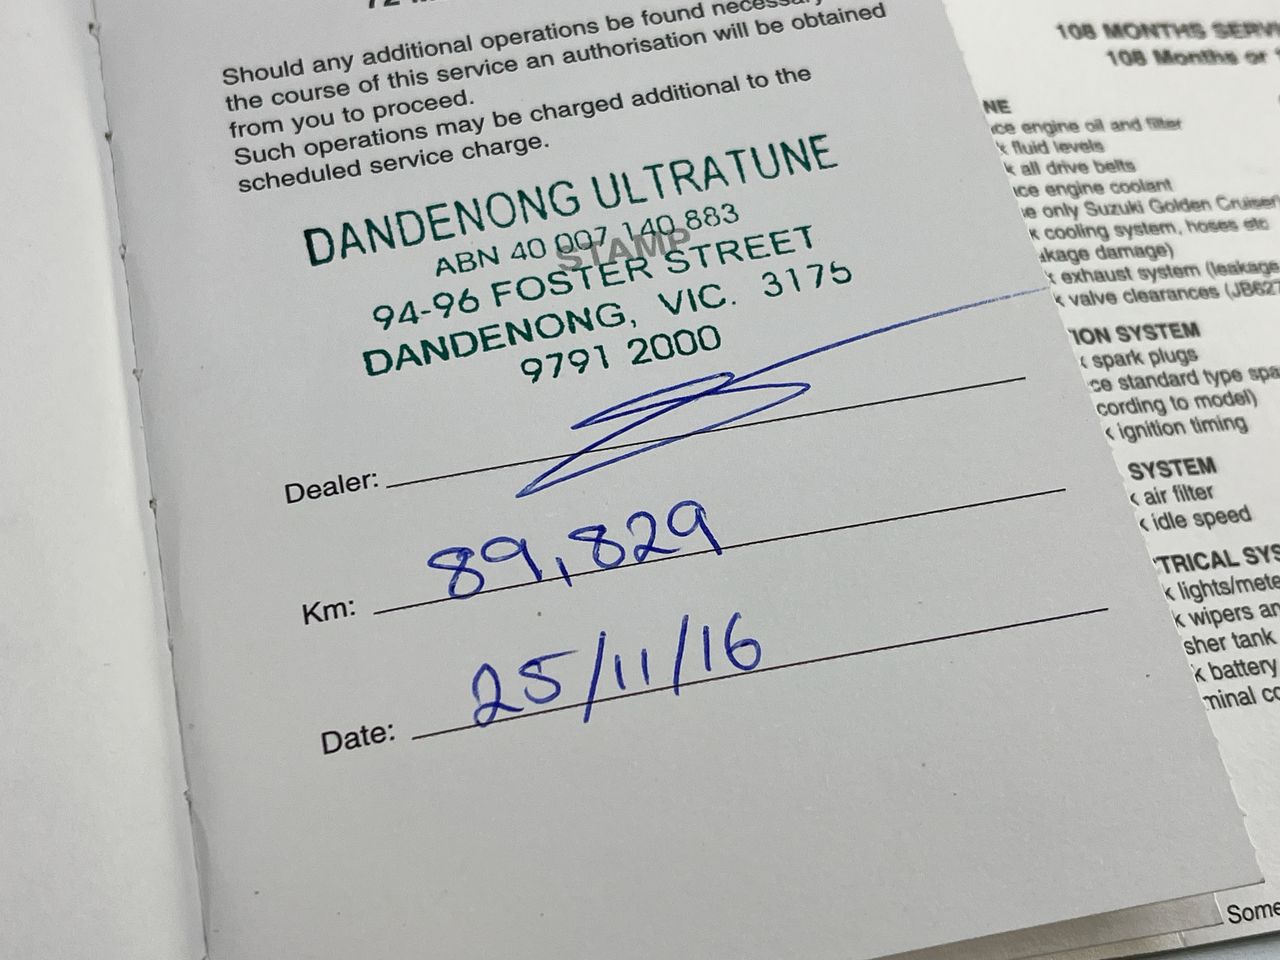 72
Should any additional operations be found necessary
the course of this service an authorisation will be obtained
from you to proceed.
Such operations may be charged additional to the
scheduled service charge.
DANDENONG ULTRATUNE
ABN 40 007 140 883
STAMP
94-96 FOSTER STREET
DANDENONG, VIC. 3175
9791 2000
Dealer:
Km: 89,829
Date: 25/11/16
108 MONTHS SERV
108 Months or
NE
ce engine oil and filter
k fluid levels
k all drive belts
ce engine coolant
e only Suzuki Golden Cruiser
k cooling system, hoses etc
akage damage)
k exhaust system (leakage
k valve clearances (JB627
ION SYSTEM
k spark plugs
ce standard type spa
cording to model)
k ignition timing
SYSTEM
k air filter
k idle speed
TRICAL SYS
k lights/mete
k wipers an
sher tank
k battery
minal co
Some